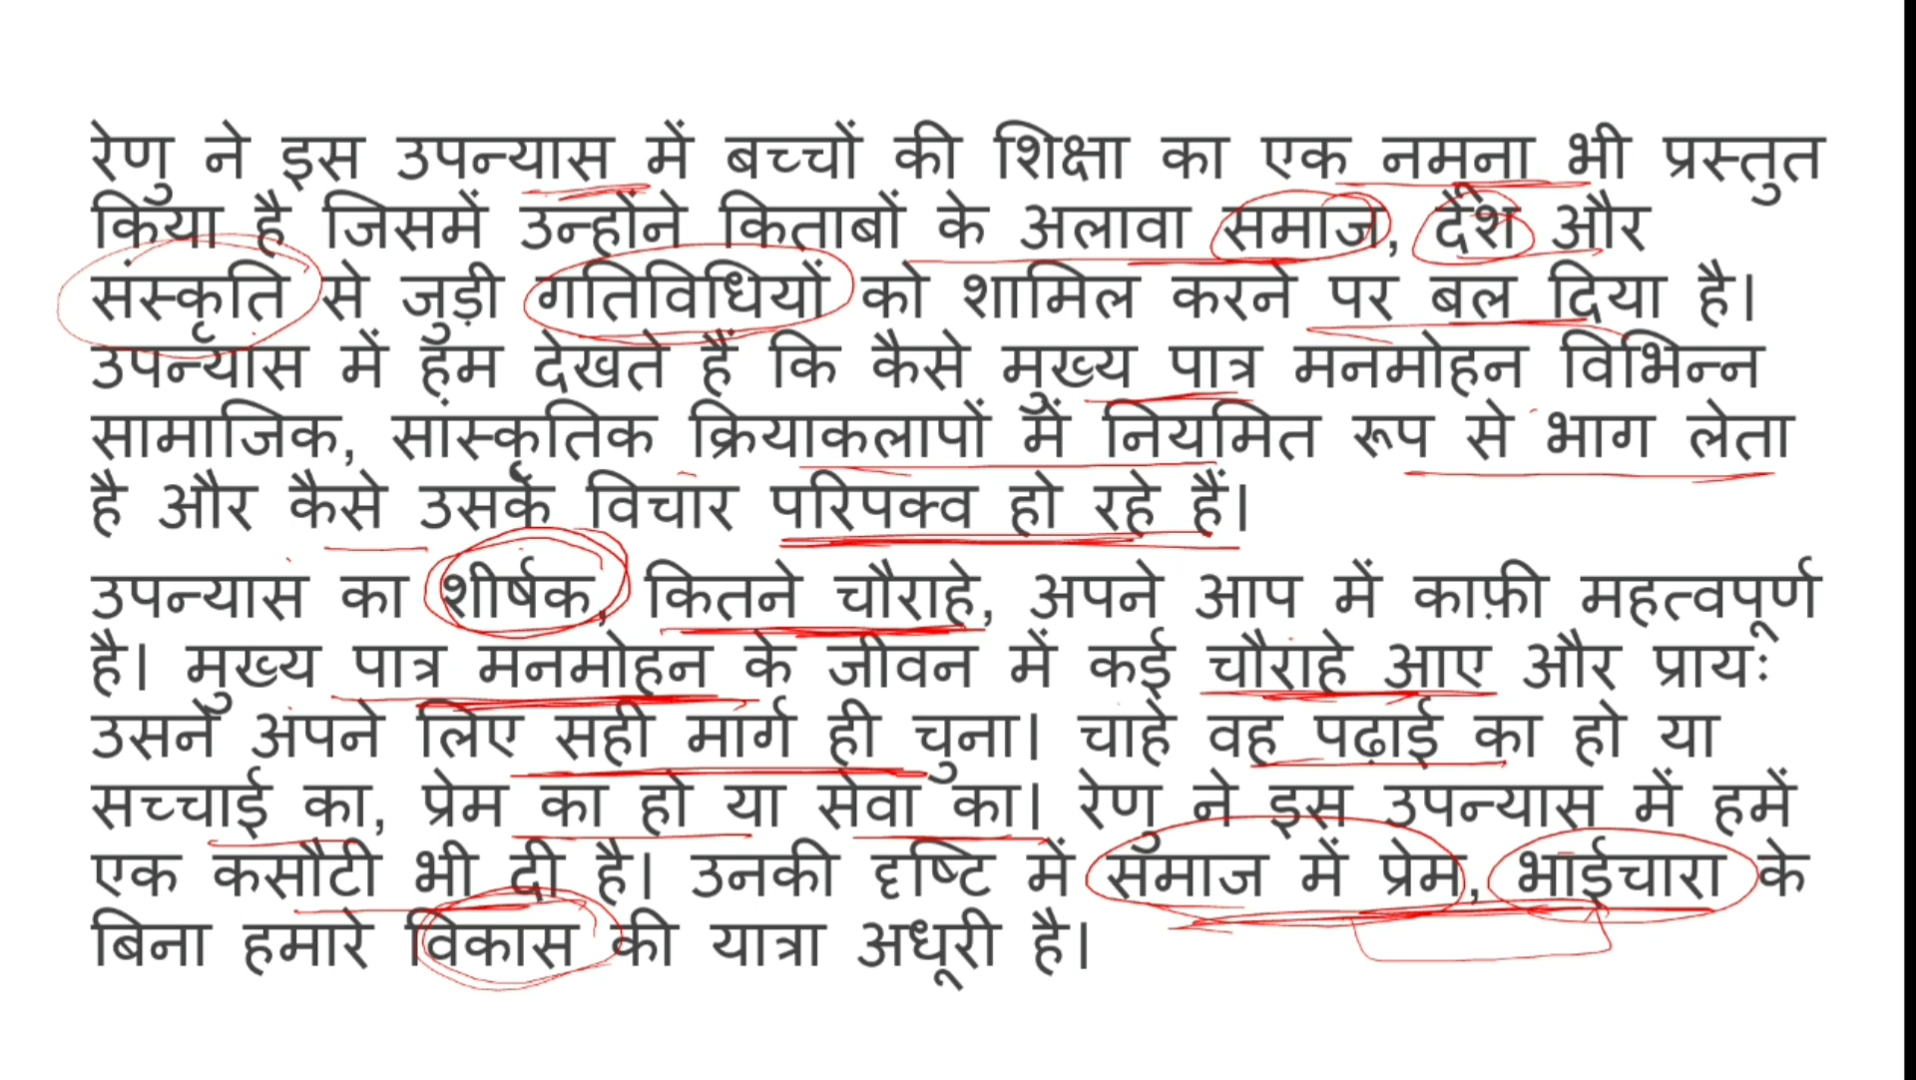 रेणु ने इस उपन्यास में बच्चों की शिक्षा का एक नमूना भी प्रस्तुत
किया है जिसमें उन्होंने किताबों के अलावा समाज, देश और
संस्कृति से जुड़ी गतिविधियों को शामिल करने पर बल दिया है।
उपन्यास में हम देखते हैं कि कैसे मुख्य पात्र मनमोहन विभिन्न
सामाजिक, सांस्कृतिक क्रियाकलापों में नियमित रूप से भाग लेता
है और कैसे उसके विचार परिपक्व हो रहे हैं।
उपन्यास का शीर्षक, कितने चौराहे, अपने आप में काफ़ी महत्वपूर्ण
है। मुख्य पात्र मनमोहन के जीवन में कई चौराहे आए और प्रायः
उसने अपने लिए सही मार्ग ही चुना। चाहे वह पढ़ाई का हो या
सच्चाई का, प्रेम का हो या सेवा का। रेणु ने इस उपन्यास में हमें
एक कसौटी भी दी है। उनकी दृष्टि में समाज में प्रेम, भाईचारा के
बिना हमारे विकास की यात्रा अधूरी है।